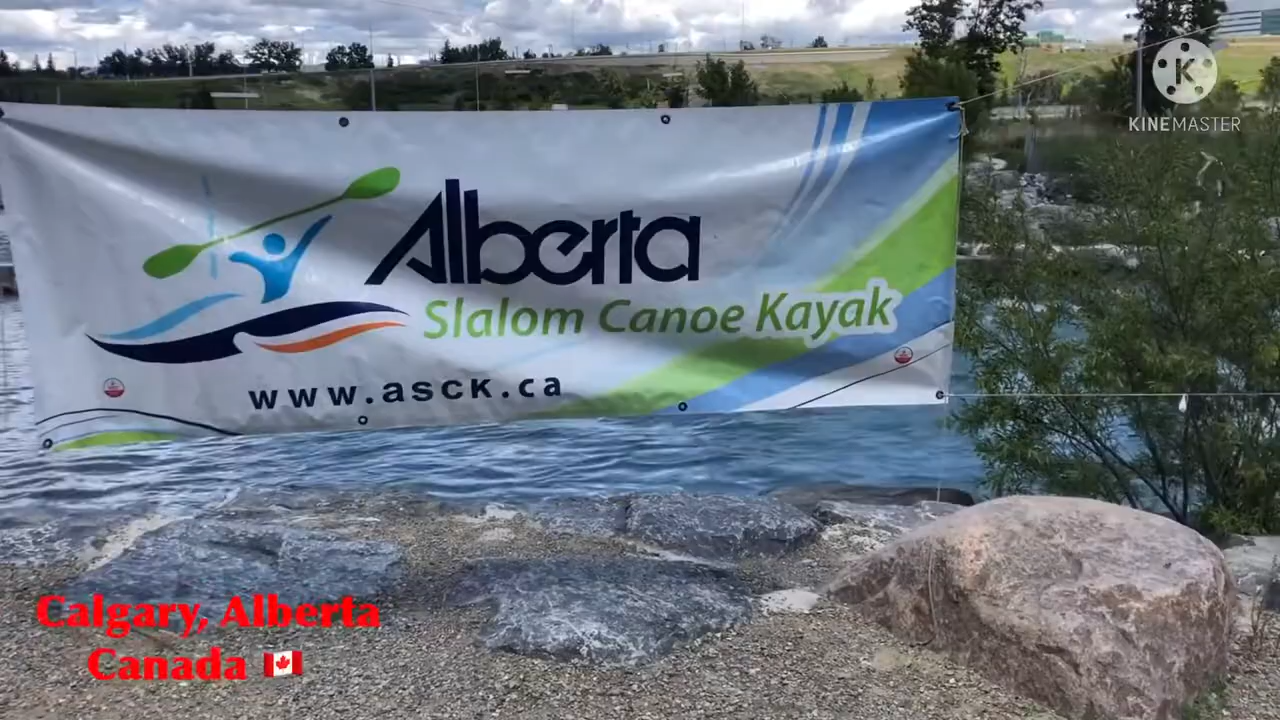 K
KINEMASTER
Alberta
Slalom Canoe Kayak
www.asck.ca
Calgary, Alberta
Canada 🇨🇦